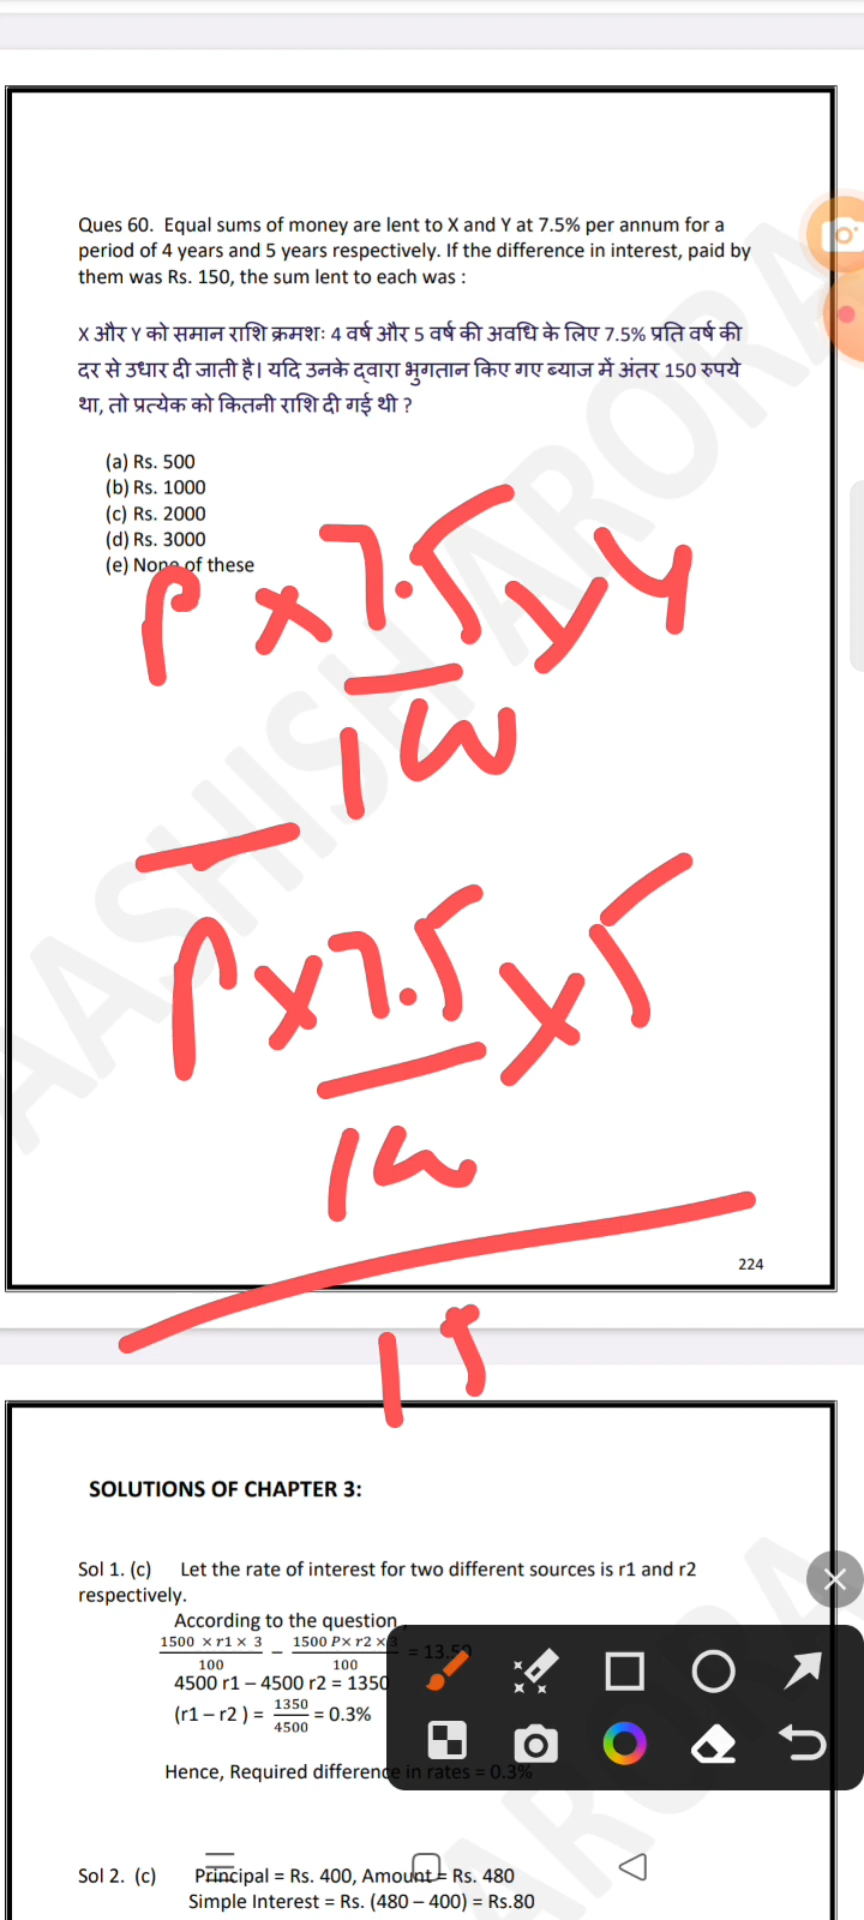 Ques 60. Equal sums of money are lent to X and Y at 7.5% per annum for a
period of 4 years and 5 years respectively. If the difference in interest, paid by
them was Rs. 150, the sum lent to each was :
X और Y को समान राशि क्रमशः 4 वर्ष और 5 वर्ष की अवधि के लिए 7.5% प्रति वर्ष की
दर से उधार दी जाती है। यदि उनके द्वारा भुगतान किए गए ब्याज में अंतर 150 रुपये
था, तो प्रत्येक को कितनी राशि दी गई थी ?
(a) Rs. 500
(b) Rs. 1000
(c) Rs. 2000
(d) Rs. 3000
(e) None of these
P x 7.5 x 4
P x 7.5 x 5
15
224
AASHISH ARORA
SOLUTIONS OF CHAPTER 3:
Sol 1. (c) Let the rate of interest for two different sources is r1 and r2
respectively.
According to the question,
1500 × r1 × 3 − 1500 P× r2 ×3 = 13.50
100 100
4500 r1 – 4500 r2 = 1350
(r1 – r2 ) = 1350 = 0.3%
4500
Hence, Required difference in rates = 0.3%
Sol 2. (c) Principal = Rs. 400, Amount = Rs. 480
Simple Interest = Rs. (480 – 400) = Rs.80